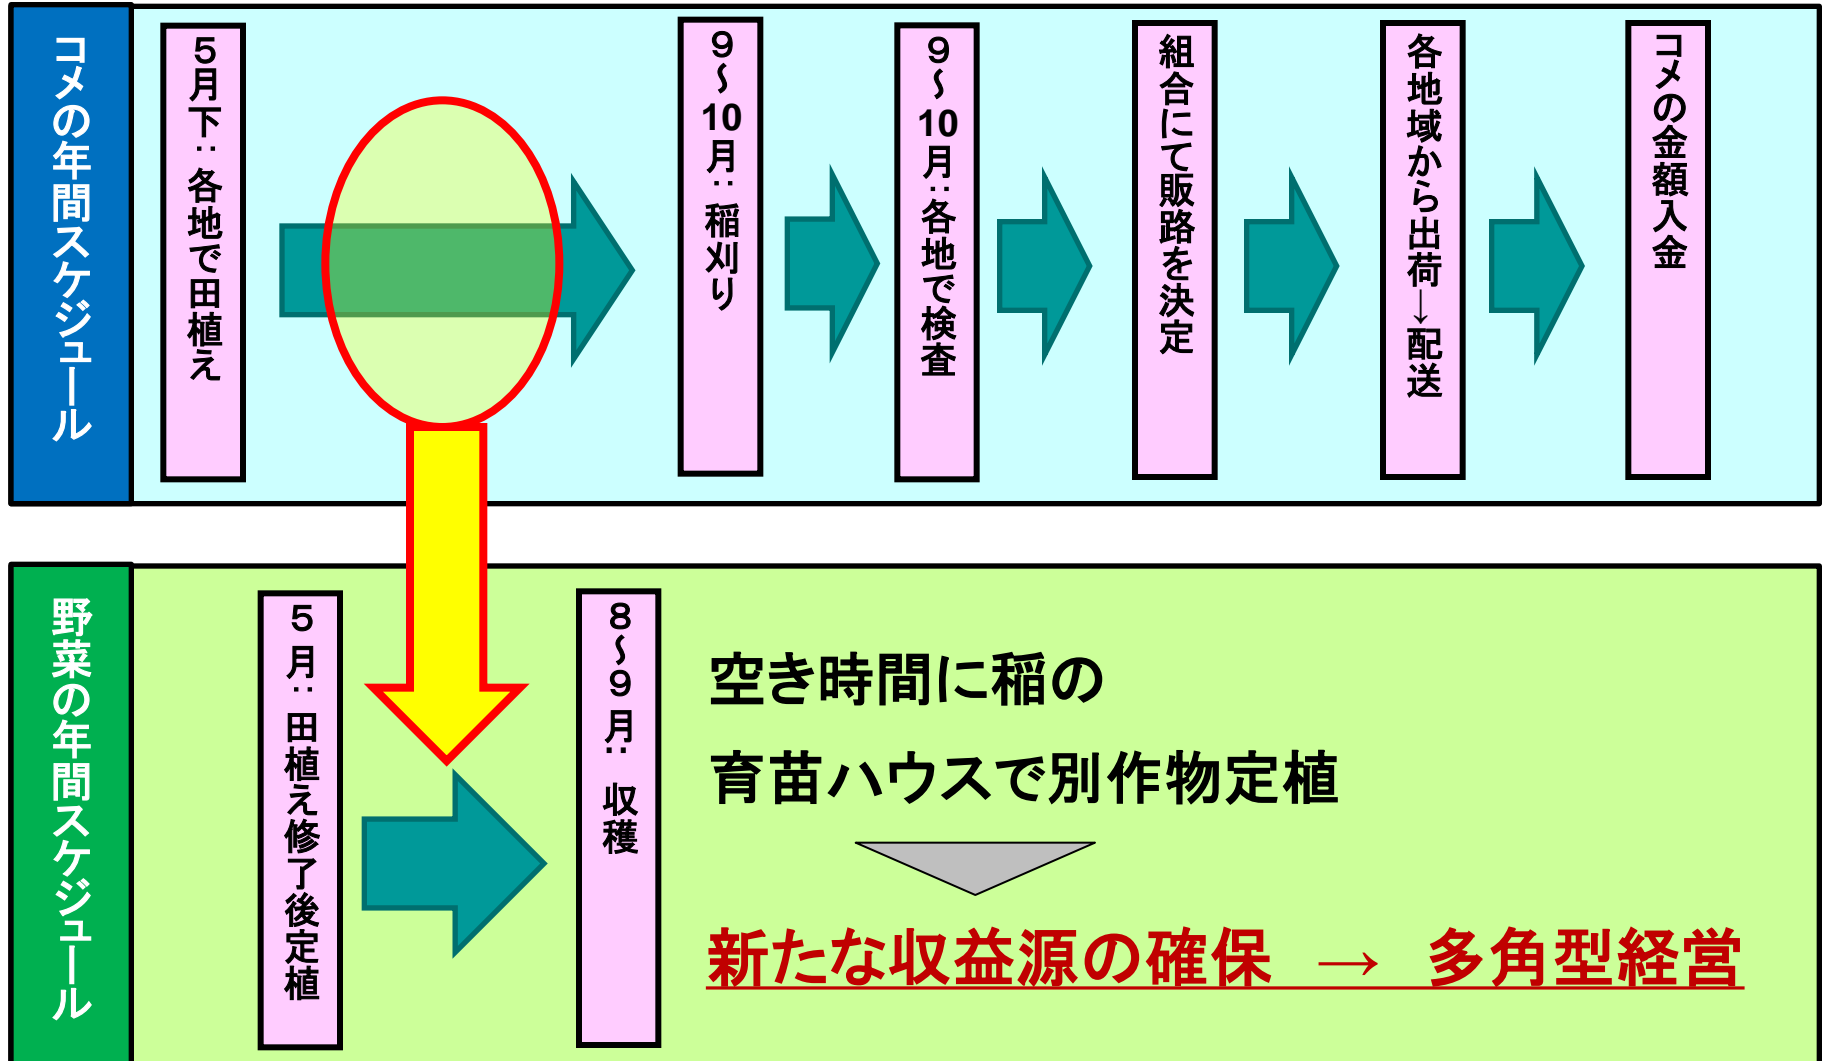 コメの年間スケジュール
５月下：各地で田植え
９～10月：稲刈り
９～10月：各地で検査
組合にて販路を決定
各地域から出荷→配送
コメの金額入金
野菜の年間スケジュール
５月：田植え修了後定植
８～９月：収穫
空き時間に稲の
育苗ハウスで別作物定植
新たな収益源の確保　→　多角型経営